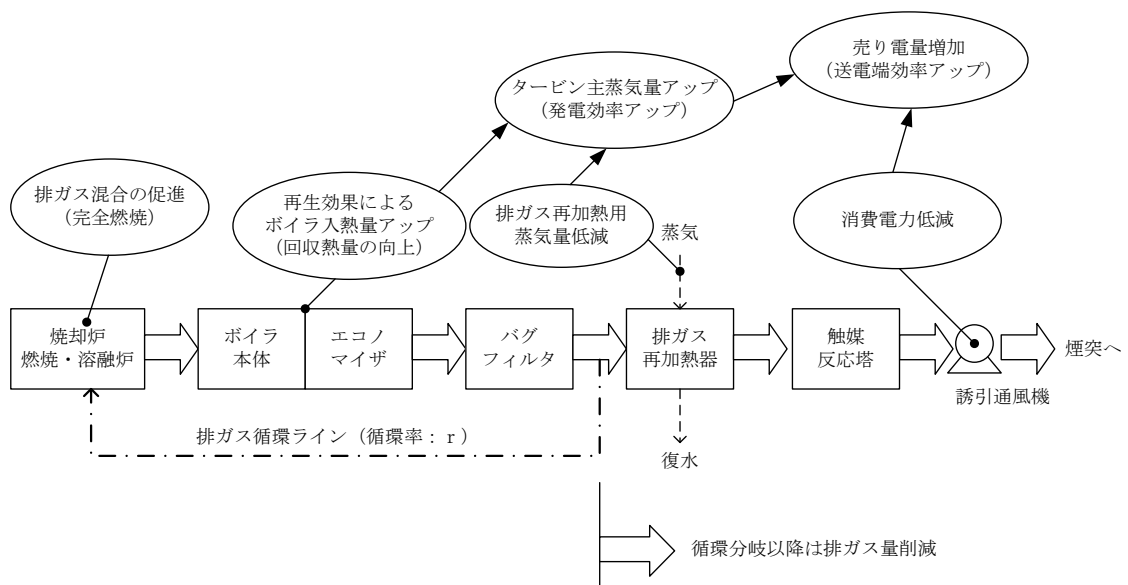 売り電量増加
(送電端効率アップ)
タービン主蒸気量アップ
(発電効率アップ)
排ガス混合の促進
(完全燃焼)
再生効果による
ボイラ入熱量アップ
(回収熱量の向上)
排ガス再加熱用
蒸気量低減
消費電力低減
蒸気
焼却炉
燃焼・溶融炉
ボイラ
本体
エコノ
マイザ
バグ
フィルタ
排ガス
再加熱器
触媒
反応塔
煙突へ
誘引通風機
排ガス循環ライン(循環率:r)
復水
循環分岐以降は排ガス量削減